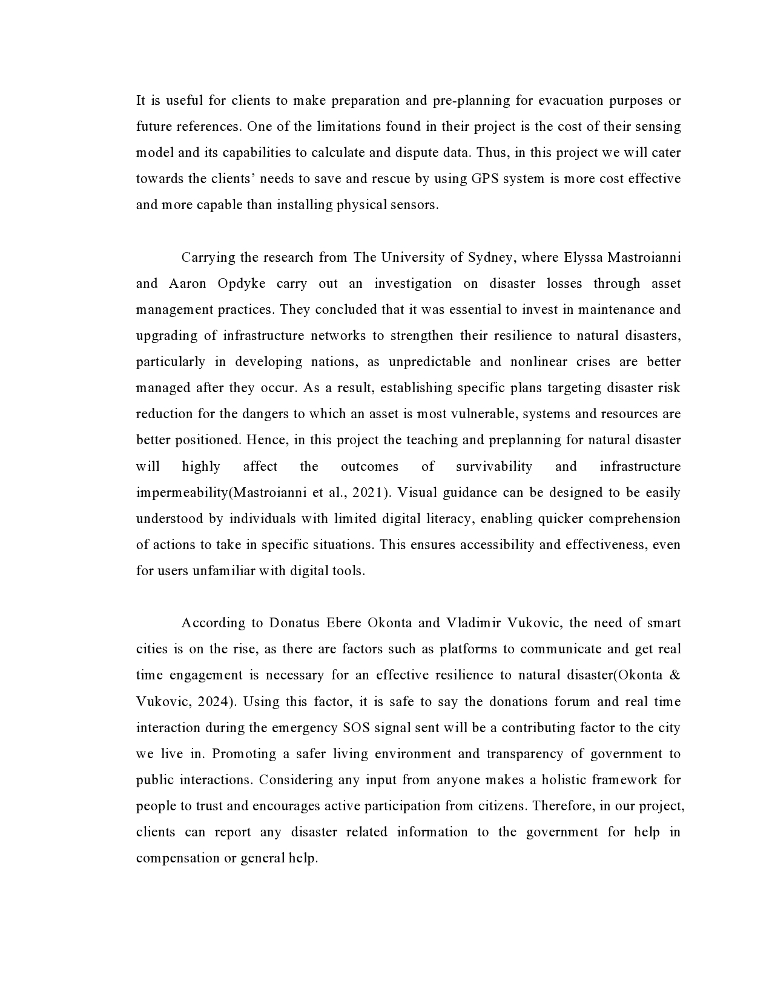 It is useful for clients to make preparation and pre-planning for evacuation purposes or
future references. One of the limitations found in their project is the cost of their sensing
model and its capabilities to calculate and dispute data. Thus, in this project we will cater
towards the clients’ needs to save and rescue by using GPS system is more cost effective
and more capable than installing physical sensors.
Carrying the research from The University of Sydney, where Elyssa Mastroianni
and Aaron Opdyke carry out an investigation on disaster losses through asset
management practices. They concluded that it was essential to invest in maintenance and
upgrading of infrastructure networks to strengthen their resilience to natural disasters,
particularly in developing nations, as unpredictable and nonlinear crises are better
managed after they occur. As a result, establishing specific plans targeting disaster risk
reduction for the dangers to which an asset is most vulnerable, systems and resources are
better positioned. Hence, in this project the teaching and preplanning for natural disaster
will highly affect the outcomes of survivability and infrastructure
impermeability(Mastroianni et al., 2021). Visual guidance can be designed to be easily
understood by individuals with limited digital literacy, enabling quicker comprehension
of actions to take in specific situations. This ensures accessibility and effectiveness, even
for users unfamiliar with digital tools.
According to Donatus Ebere Okonta and Vladimir Vukovic, the need of smart
cities is on the rise, as there are factors such as platforms to communicate and get real
time engagement is necessary for an effective resilience to natural disaster(Okonta &
Vukovic, 2024). Using this factor, it is safe to say the donations forum and real time
interaction during the emergency SOS signal sent will be a contributing factor to the city
we live in. Promoting a safer living environment and transparency of government to
public interactions. Considering any input from anyone makes a holistic framework for
people to trust and encourages active participation from citizens. Therefore, in our project,
clients can report any disaster related information to the government for help in
compensation or general help.